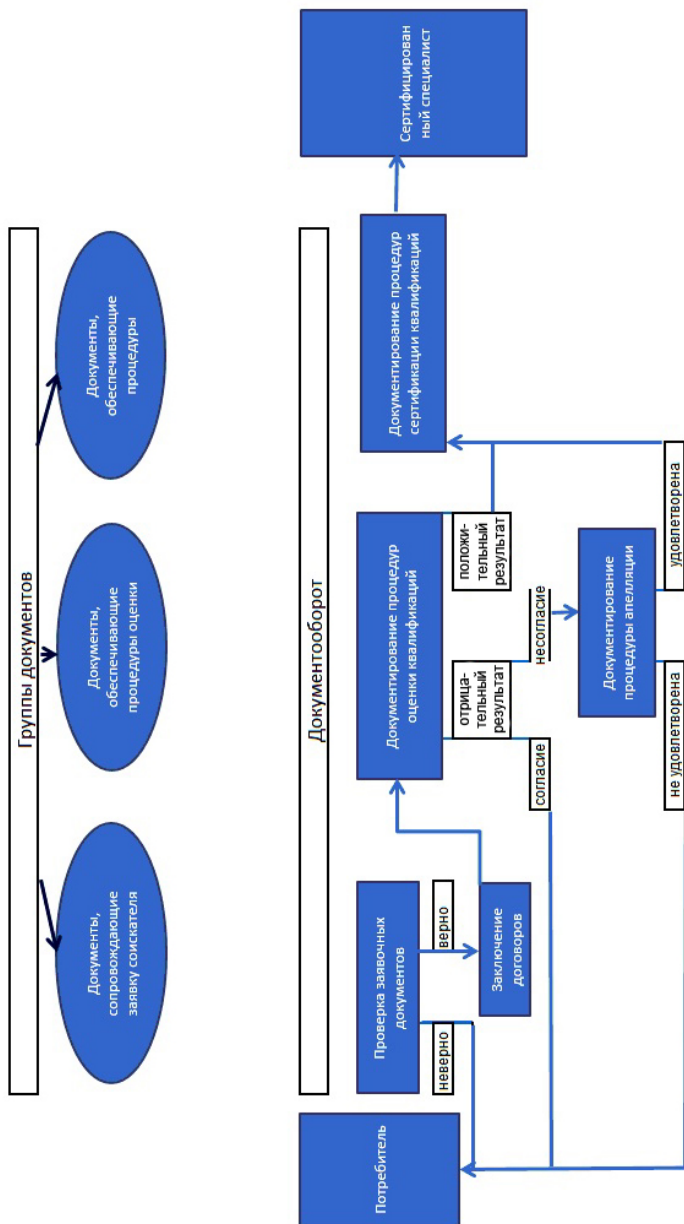 Группы документов
Документы,
сопровождающие
заявку соискателя
Документы,
обеспечивающие
процедуры оценки
Документы,
обеспечивающие
процедуры
Документооборот
Потребитель
Проверка заявочных
документов
неверно
верно
Заключение
договоров
Документирование процедур
оценки квалификаций
отрица-
тельный
результат
положи-
тельный
результат
согласие
несогласие
Документирование
процедуры апелляции
не удовлетворена
удовлетворена
Документирование процедур
сертификации квалификаций
Сертифицирован
ный специалист